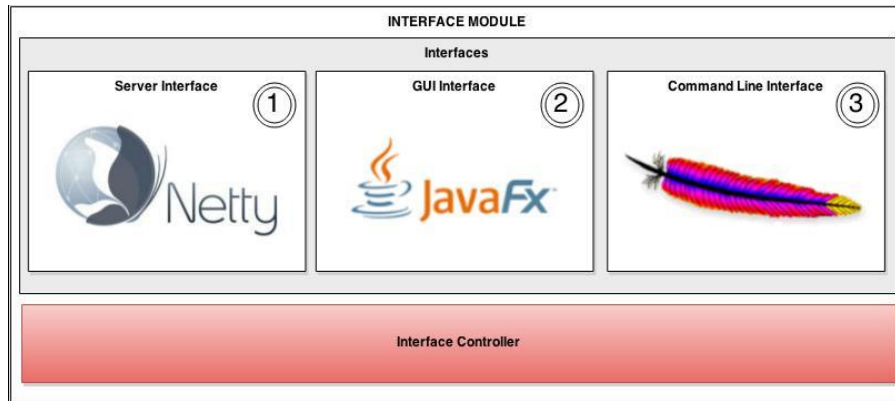 INTERFACE MODULE
Interfaces
Server Interface
1
GUI Interface
2
Command Line Interface
3
Netty
JavaFx
Interface Controller